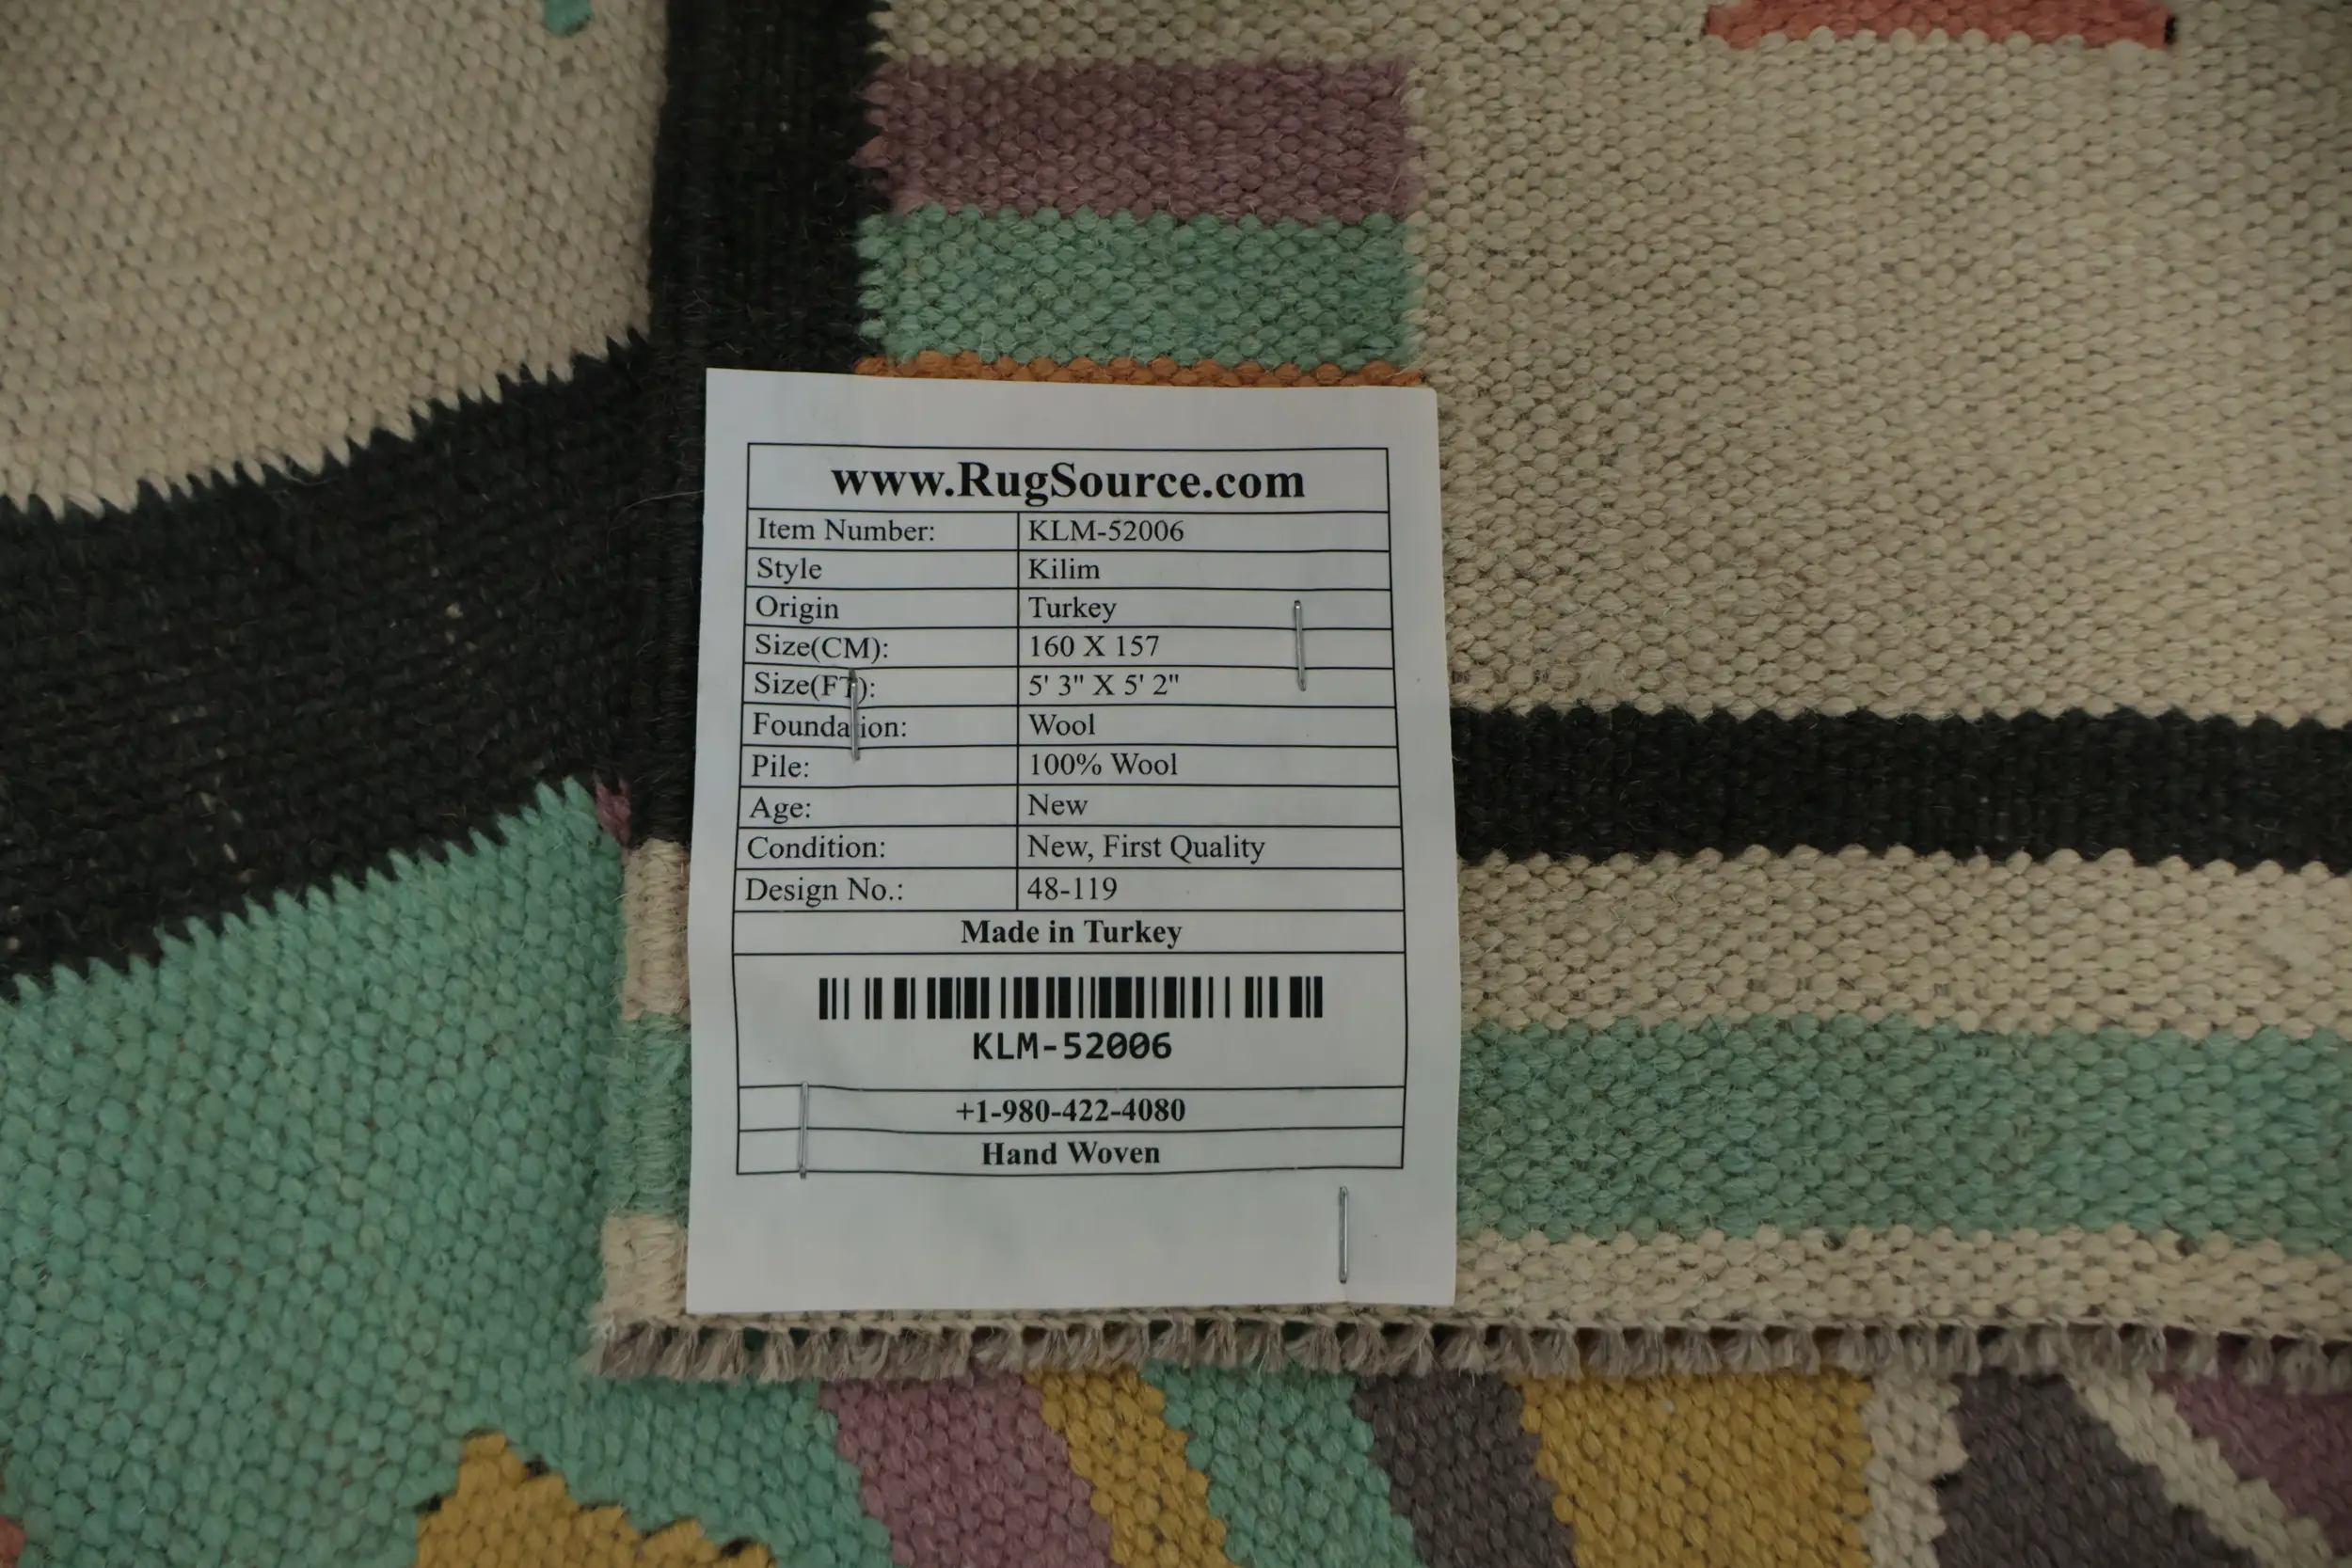 www.RugSource.com
Item Number: KLM-52006
Style Kilim
Origin Turkey
Size(CM): 160 X 157
Size(FT): 5' 3" X 5' 2"
Foundation: Wool
Pile: 100% Wool
Age: New
Condition: New, First Quality
Design No.: 48-119
Made in Turkey
KLM-52006
+1-980-422-4080
Hand Woven